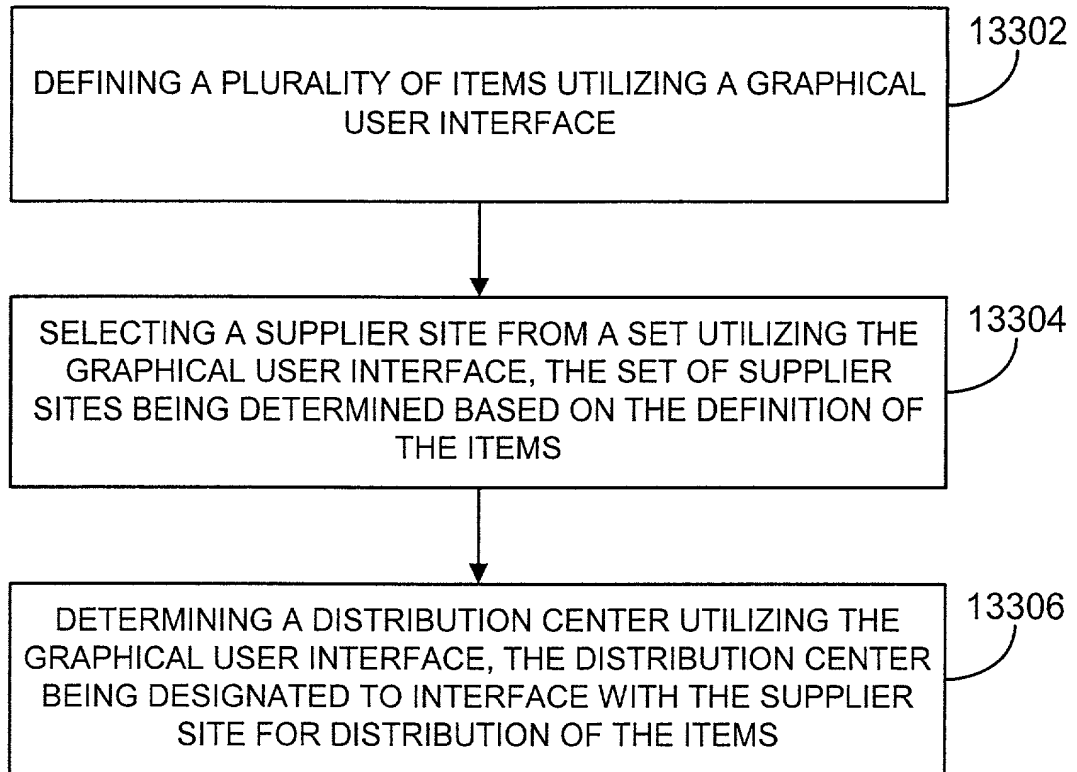 13302
DEFINING A PLURALITY OF ITEMS UTILIZING A GRAPHICAL
USER INTERFACE
13304
SELECTING A SUPPLIER SITE FROM A SET UTILIZING THE
GRAPHICAL USER INTERFACE, THE SET OF SUPPLIER
SITES BEING DETERMINED BASED ON THE DEFINITION OF
THE ITEMS
13306
DETERMINING A DISTRIBUTION CENTER UTILIZING THE
GRAPHICAL USER INTERFACE, THE DISTRIBUTION CENTER
BEING DESIGNATED TO INTERFACE WITH THE SUPPLIER
SITE FOR DISTRIBUTION OF THE ITEMS